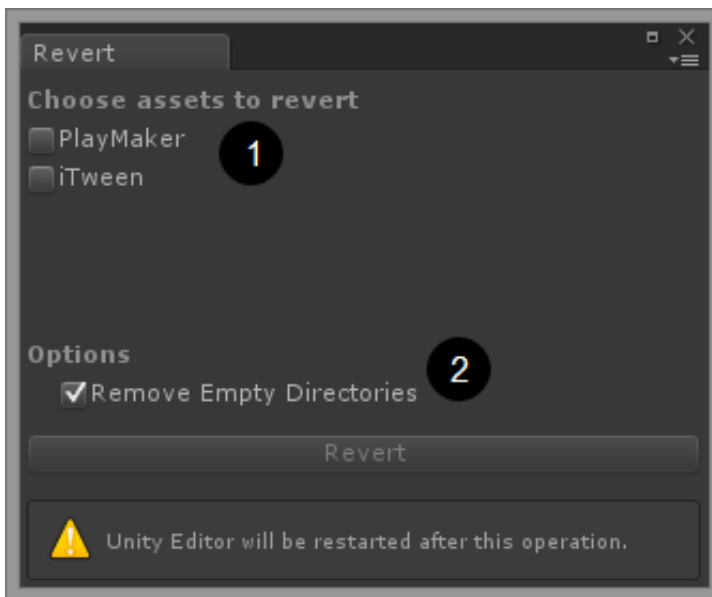 Revert
Choose assets to revert
PlayMaker
1
iTween
Options
2
Remove Empty Directories
Revert
Unity Editor will be restarted after this operation.